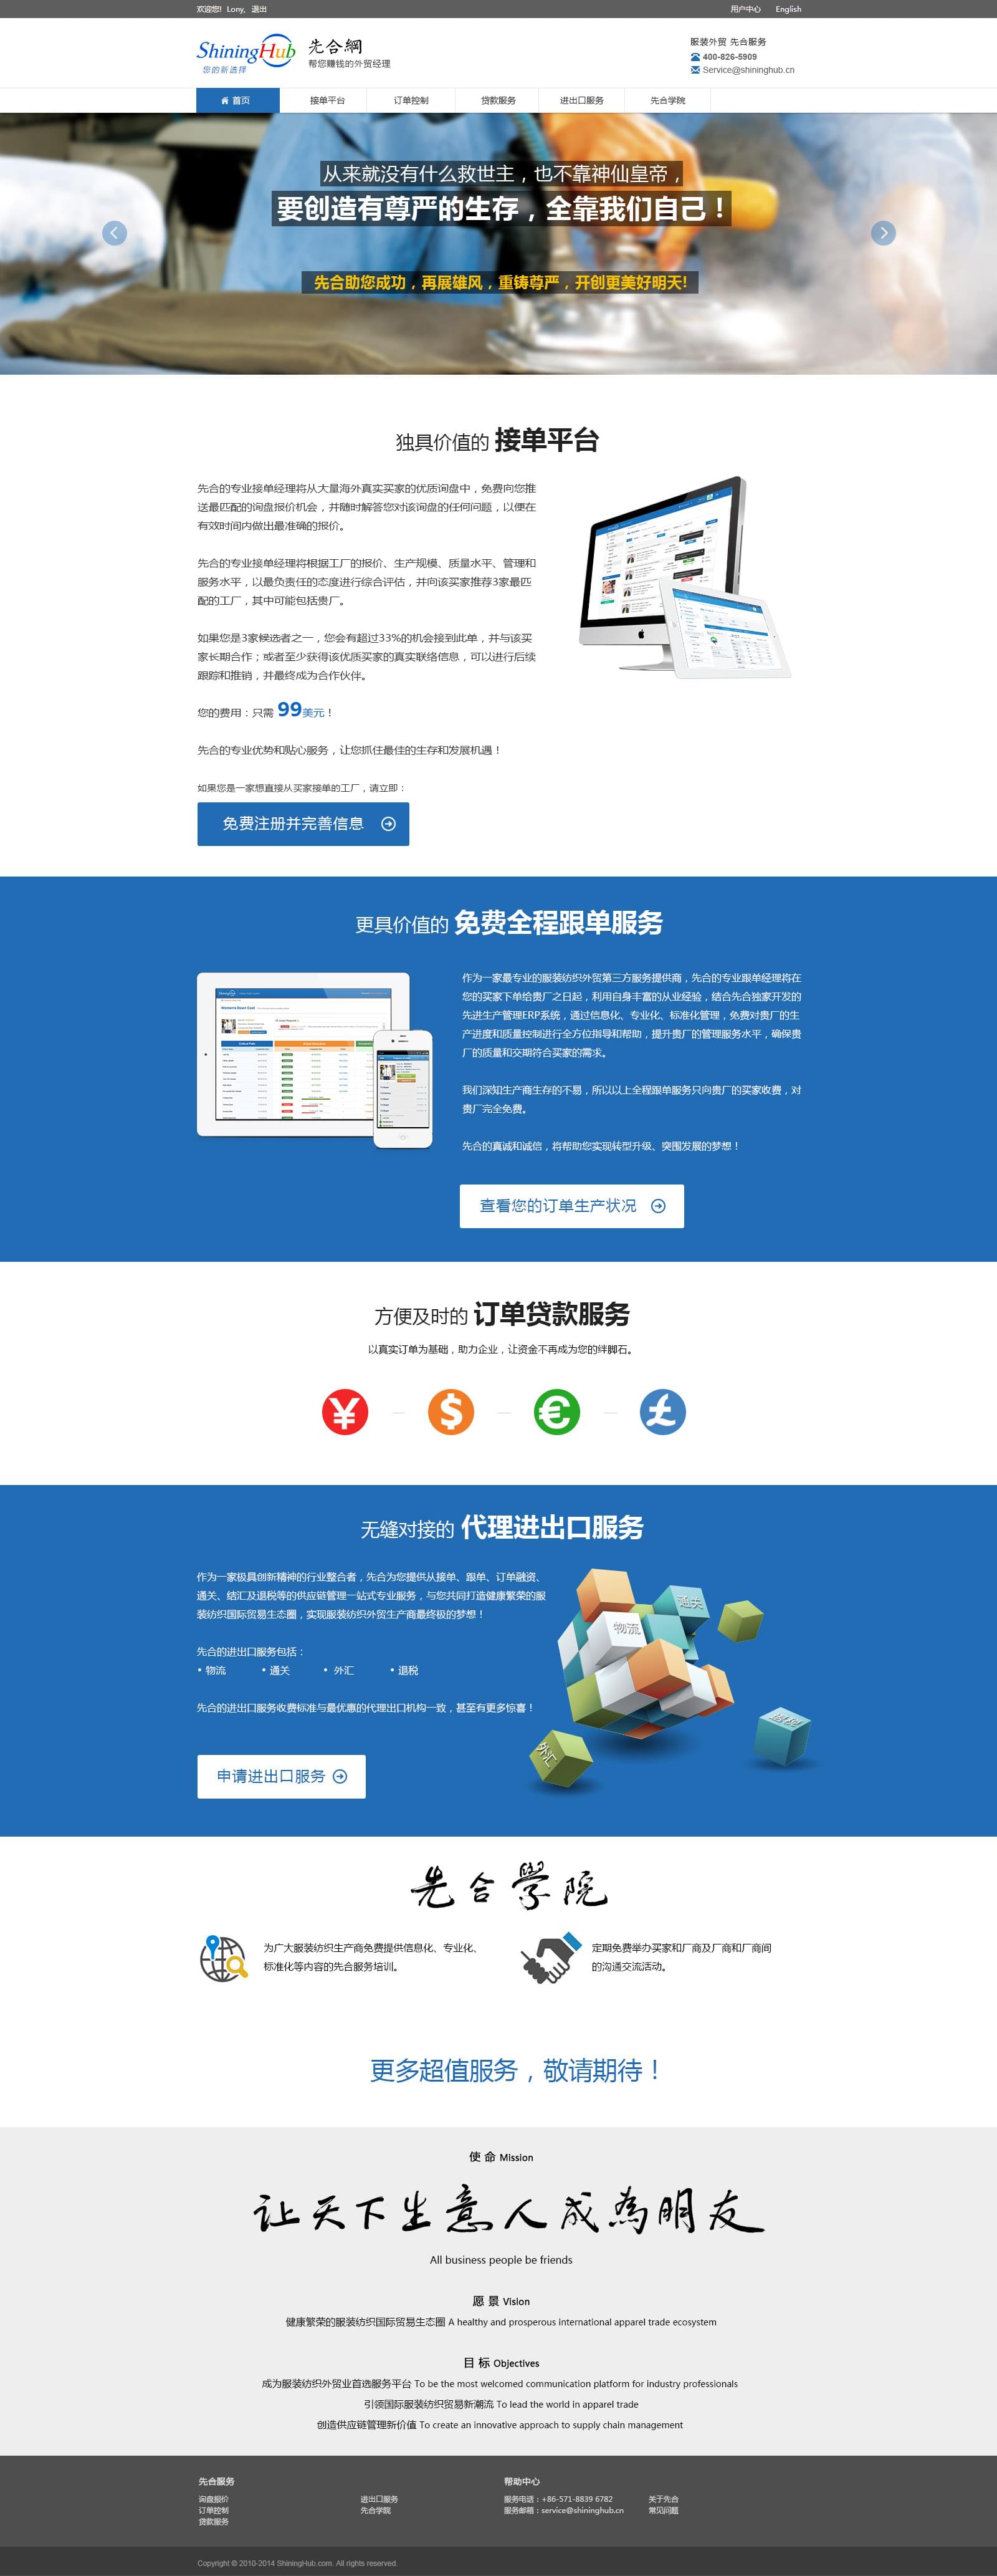 欢迎您! Lony, 退出
用户中心 English
ShiningHub 先合網
您的新选择
帮您赚钱的外贸经理
服装外贸 先合服务
400-826-5909
Service@shininghub.cn
首页 接单平台 订单控制 贷款服务 进出口服务 先合学院
从来就没有什么救世主，也不靠神仙皇帝，
要创造有尊严的生存，全靠我们自己！
先合助您成功，再展雄风，重铸尊严，开创更美好明天!
独具价值的 接单平台
先合的专业接单经理将从大量海外真实买家的优质询盘中，免费向您推
送最匹配的询盘报价机会，并随时解答您对该询盘的任何问题，以便在
有效时间内做出最准确的报价。
先合的专业接单经理将根据工厂的报价、生产规模、质量水平、管理和
服务水平，以最负责任的态度进行综合评估，并向该买家推荐3家最匹
配的工厂，其中可能包括贵厂。
如果您是3家候选者之一，您会有超过33%的机会接到此单，并与该买
家长期合作；或者至少获得该优质买家的真实联络信息，可以进行后续
跟踪和推销，并最终成为合作伙伴。
您的费用：只需 99美元！
先合的专业优势和贴心服务，让您抓住最佳的生存和发展机遇！
如果您是一家想直接从买家接单的工厂，请立即：
免费注册并完善信息
更具价值的 免费全程跟单服务
作为一家最专业的服装纺织外贸第三方服务提供商，先合的专业跟单经理将在
您的买家下单给贵厂之日起，利用自身丰富的从业经验，结合先合独家开发的
先进生产管理ERP系统，通过信息化、专业化、标准化管理，免费对贵厂的生
产进度和质量控制进行全方位指导和帮助，提升贵厂的管理服务水平，确保贵
厂的质量和交期符合买家的需求。
我们深知生产商生存的不易，所以以上全程跟单服务只向贵厂的买家收费，对
贵厂完全免费。
先合的真诚和诚信，将帮助您实现转型升级、突围发展的梦想！
查看您的订单生产状况
方便及时的 订单贷款服务
以真实订单为基础，助力企业，让资金不再成为您的绊脚石。
¥ $ € £
无缝对接的 代理进出口服务
作为一家极具创新精神的行业整合者，先合为您提供从接单、跟单、订单融资、
通关、结汇及退税等的供应链管理一站式专业服务，与您共同打造健康繁荣的服
装纺织国际贸易生态圈，实现服装纺织外贸生产商最终极的梦想！
先合的进出口服务包括：
• 物流 • 通关 • 外汇 • 退税
先合的进出口服务收费标准与最优惠的代理出口机构一致，甚至有更多惊喜！
申请进出口服务
通关
物流
退税
外汇
先合學院
为广大服装纺织生产商免费提供信息化、专业化、
标准化等内容的先合服务培训。
定期免费举办买家和厂商及厂商和厂商间
的沟通交流活动。
更多超值服务，敬请期待！
使 命 Mission
让天下生意人成為朋友
All business people be friends
愿 景 Vision
健康繁荣的服装纺织国际贸易生态圈 A healthy and prosperous international apparel trade ecosystem
目 标 Objectives
成为服装纺织外贸业首选服务平台 To be the most welcomed communication platform for industry professionals
引领国际服装纺织贸易新潮流 To lead the world in apparel trade
创造供应链管理新价值 To create an innovative approach to supply chain management
先合服务
询盘报价
订单控制
贷款服务
进出口服务
先合学院
帮助中心
服务电话：+86-571-8839 6782
服务邮箱：service@shininghub.cn
关于先合
常见问题
Copyright © 2010-2014 ShiningHub.com. All rights reserved.